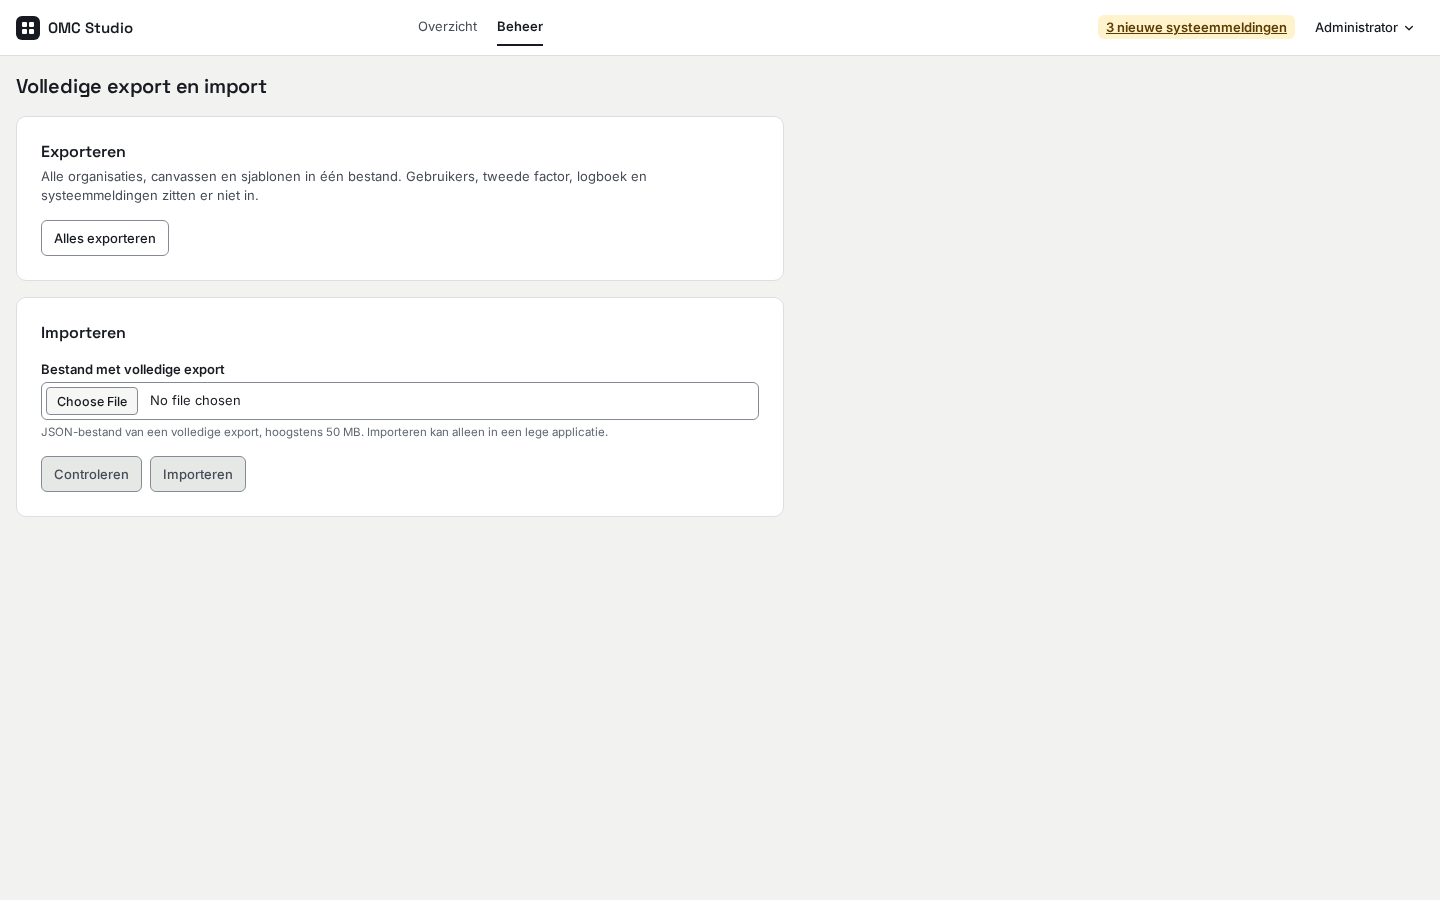 OMC Studio
Overzicht
Beheer
3 nieuwe systeemmeldingen
Administrator
Volledige export en import
Exporteren
Alle organisaties, canvassen en sjablonen in één bestand. Gebruikers, tweede factor, logboek en
systeemmeldingen zitten er niet in.
Alles exporteren
Importeren
Bestand met volledige export
Choose File No file chosen
JSON-bestand van een volledige export, hoogstens 50 MB. Importeren kan alleen in een lege applicatie.
Controleren
Importeren